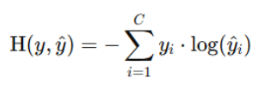 H(y, ŷ) = − ∑_{i=1}^{C} y_i · log(ŷ_i)